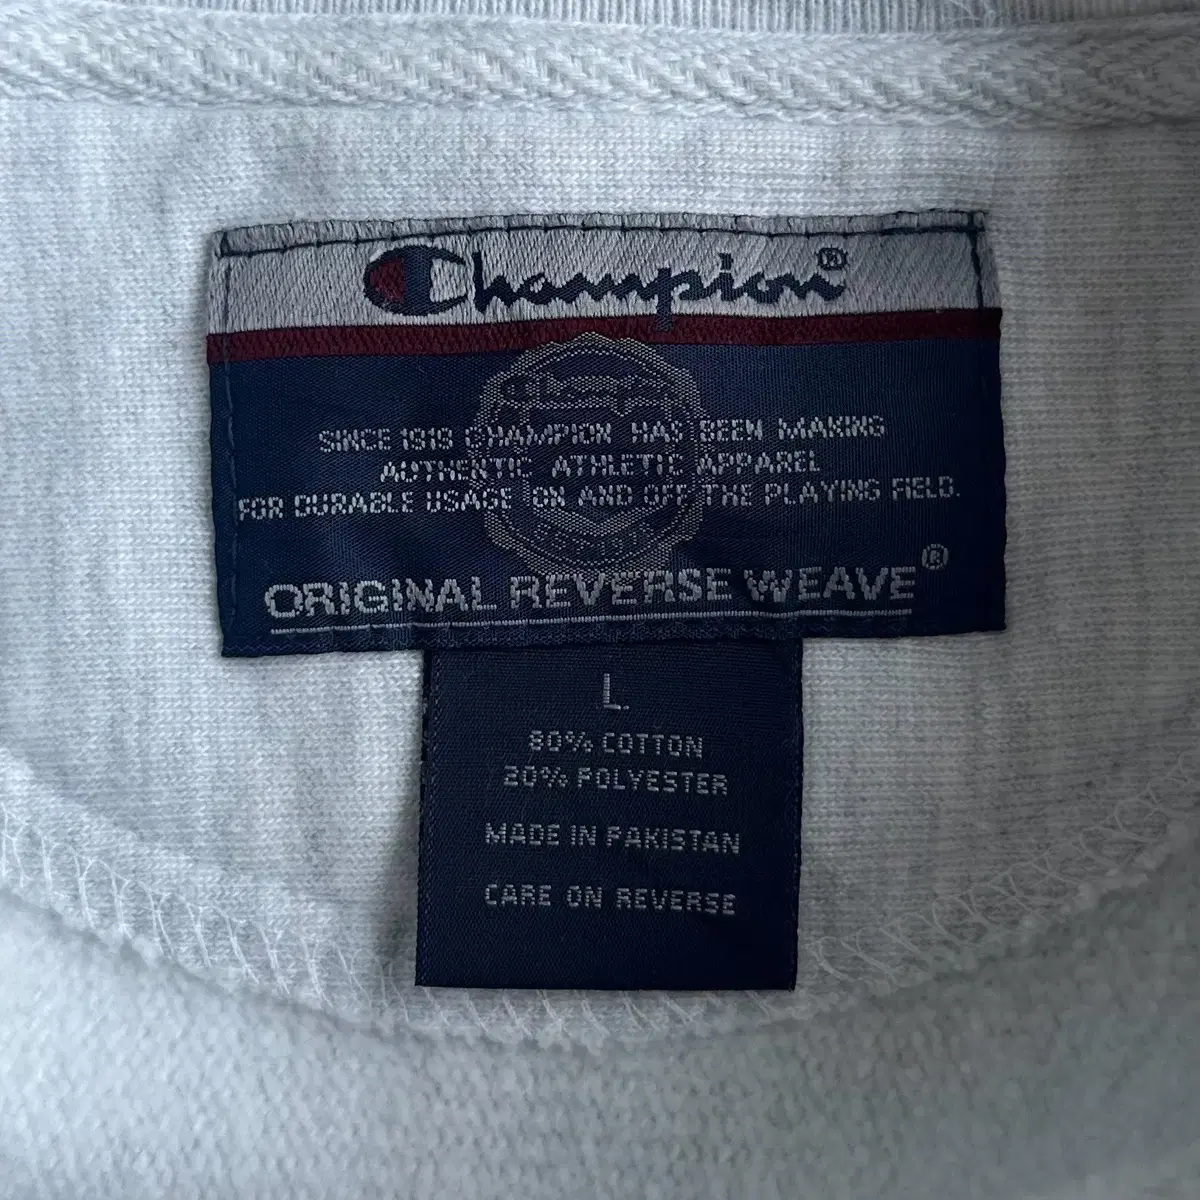 Champion®
SINCE 1919 CHAMPION HAS BEEN MAKING
AUTHENTIC ATHLETIC APPAREL
FOR DURABLE USAGE ON AND OFF THE PLAYING FIELD.
ORIGINAL REVERSE WEAVE®
L
80% COTTON
20% POLYESTER
MADE IN PAKISTAN
CARE ON REVERSE